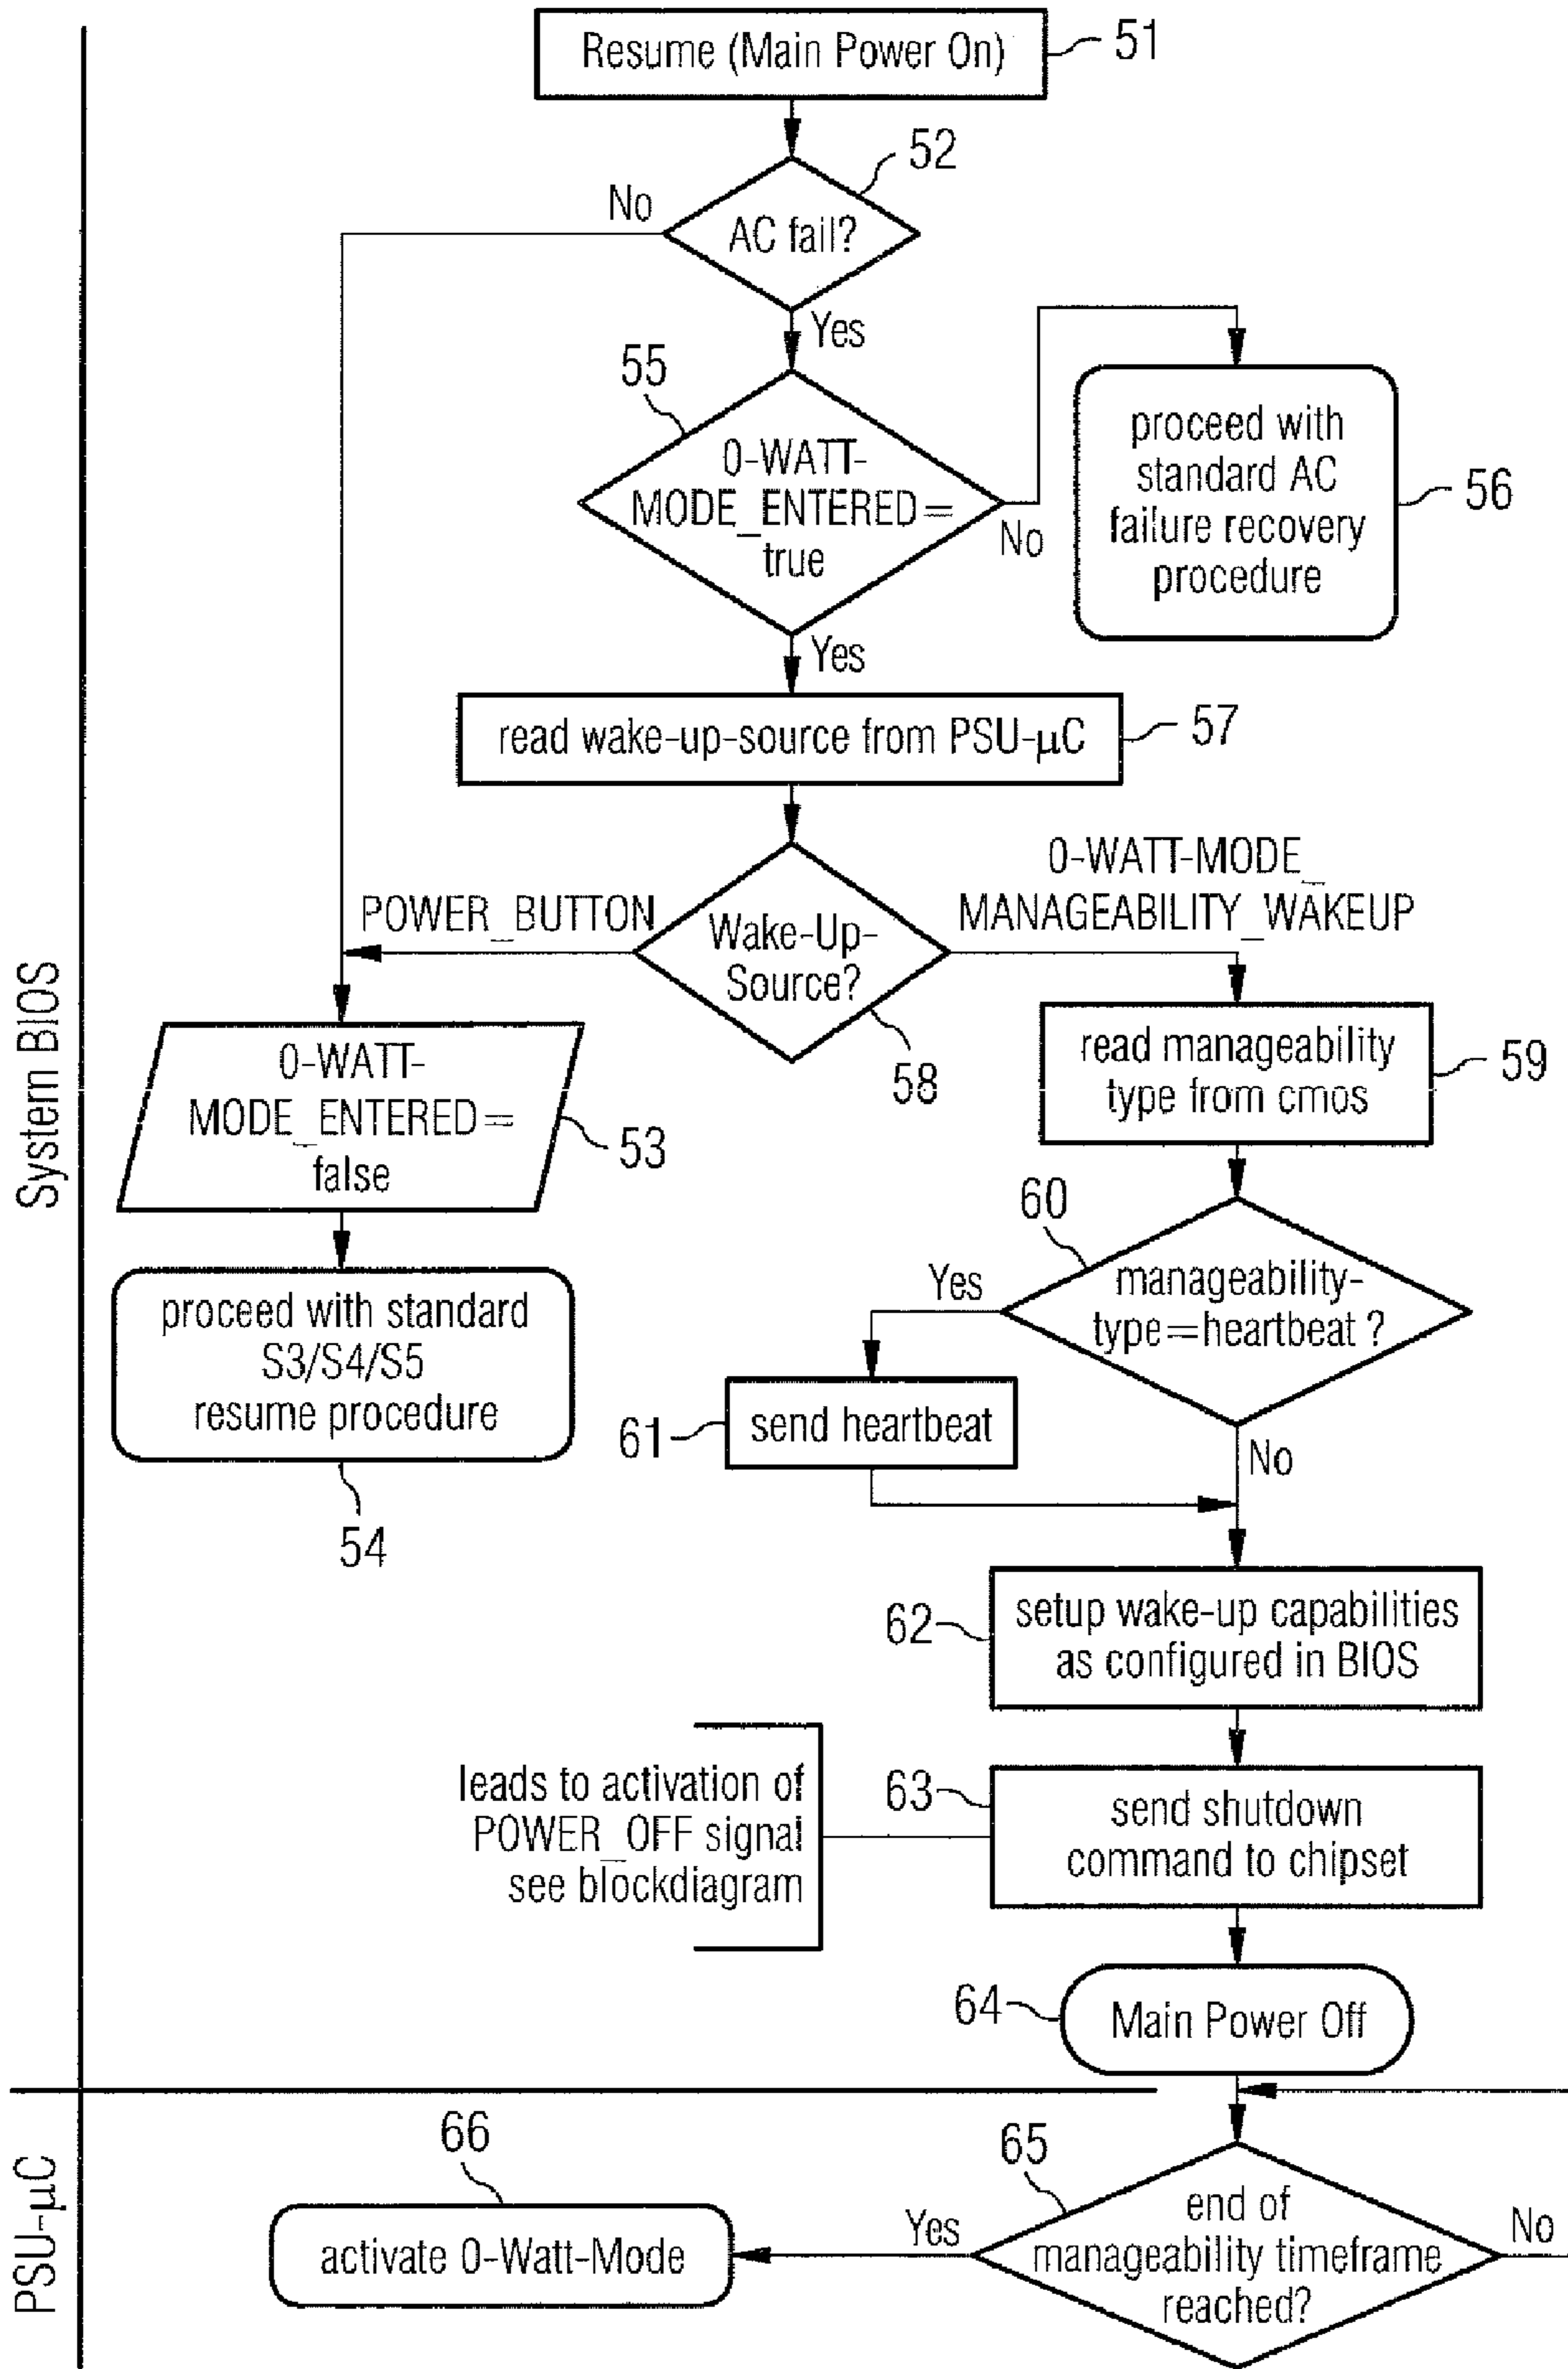 Resume (Main Power On)
51
52
No
AC fail?
Yes
55
0-WATT-
MODE_ENTERED=
true
No
proceed with
standard AC
failure recovery
procedure
56
Yes
read wake-up-source from PSU-µC
57
POWER_BUTTON
Wake-Up-
Source?
58
0-WATT-MODE_
MANAGEABILITY_WAKEUP
System BIOS
0-WATT-
MODE_ENTERED=
false
53
read manageability
type from cmos
59
proceed with standard
S3/S4/S5
resume procedure
54
60
Yes
manageability-
type=heartbeat ?
61
send heartbeat
No
62
setup wake-up capabilities
as configured in BIOS
leads to activation of
POWER_OFF signal
see blockdiagram
63
send shutdown
command to chipset
64
Main Power Off
PSU-µC
66
activate 0-Watt-Mode
65
Yes
end of
manageability timeframe
reached?
No